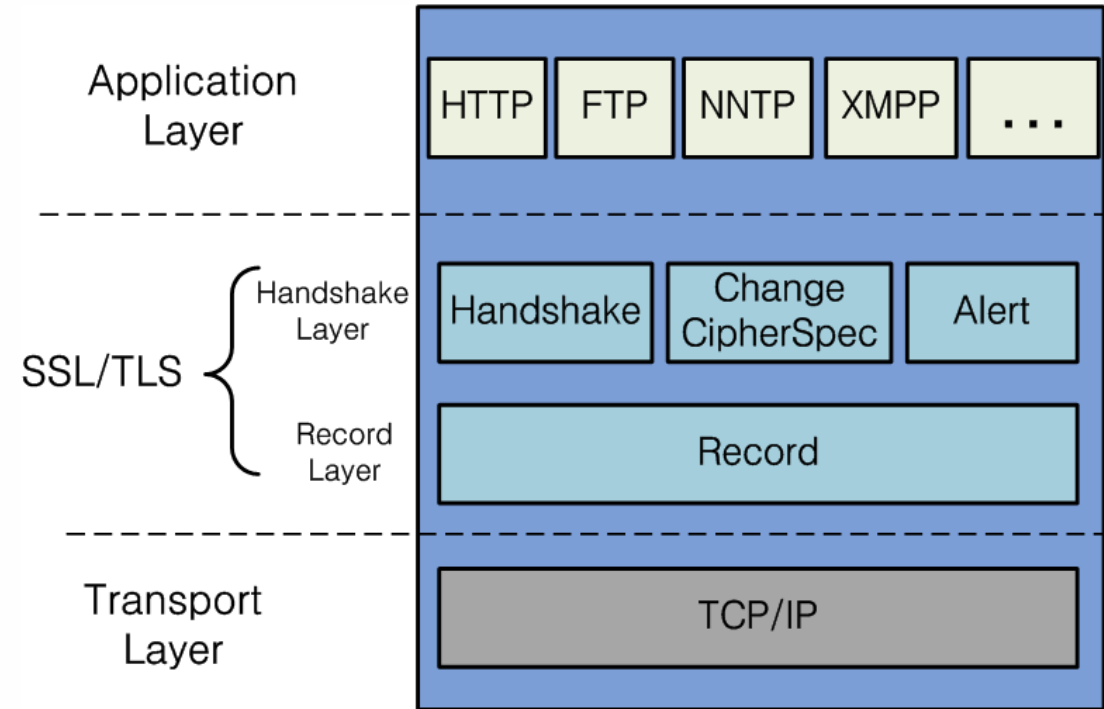 Application
Layer
HTTP
FTP
NNTP
XMPP
...
SSL/TLS
Handshake
Layer
Handshake
Change
CipherSpec
Alert
Record
Layer
Record
Transport
Layer
TCP/IP